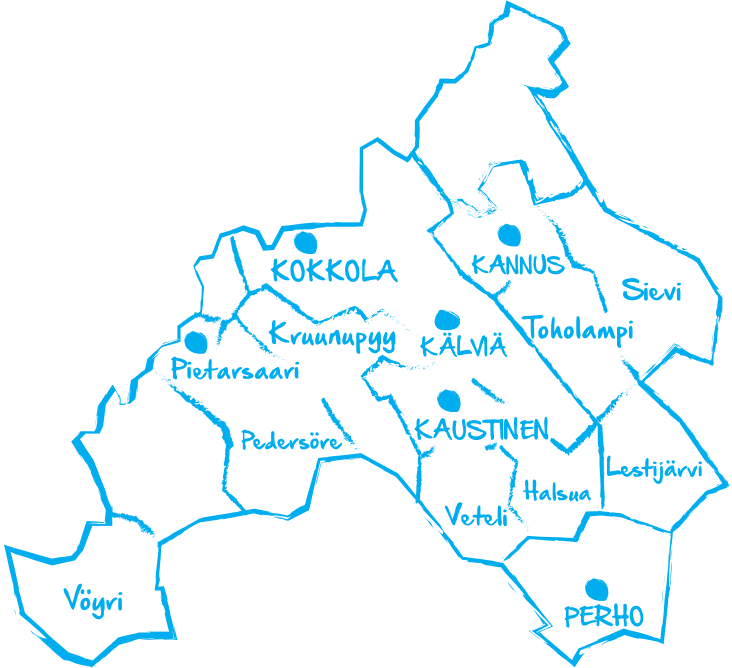 KOKKOLA
KANNUS
Sievi
Kruunupyy
KÄLVIÄ
Toholampi
Pietarsaari
KAUSTINEN
Pedersöre
Lestijärvi
Halsua
Veteli
Vöyri
PERHO